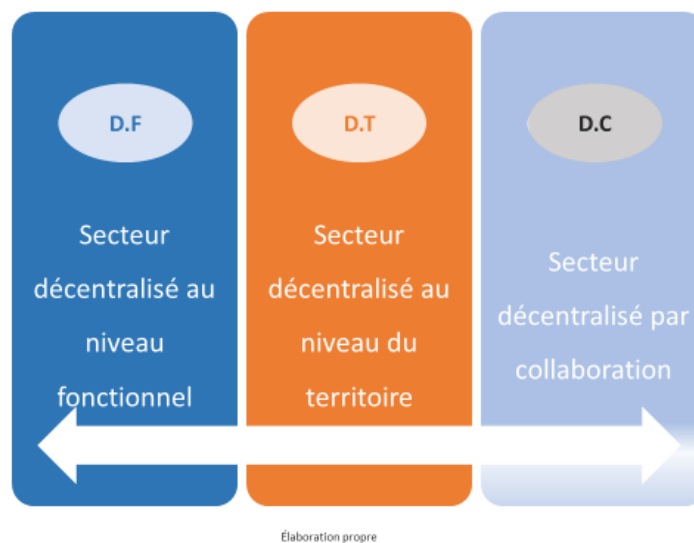 D.F
Secteur
décentralisé au
niveau
fonctionnel
D.T
Secteur
décentralisé au
niveau du
territoire
D.C
Secteur
décentralisé par
collaboration
Élaboration propre